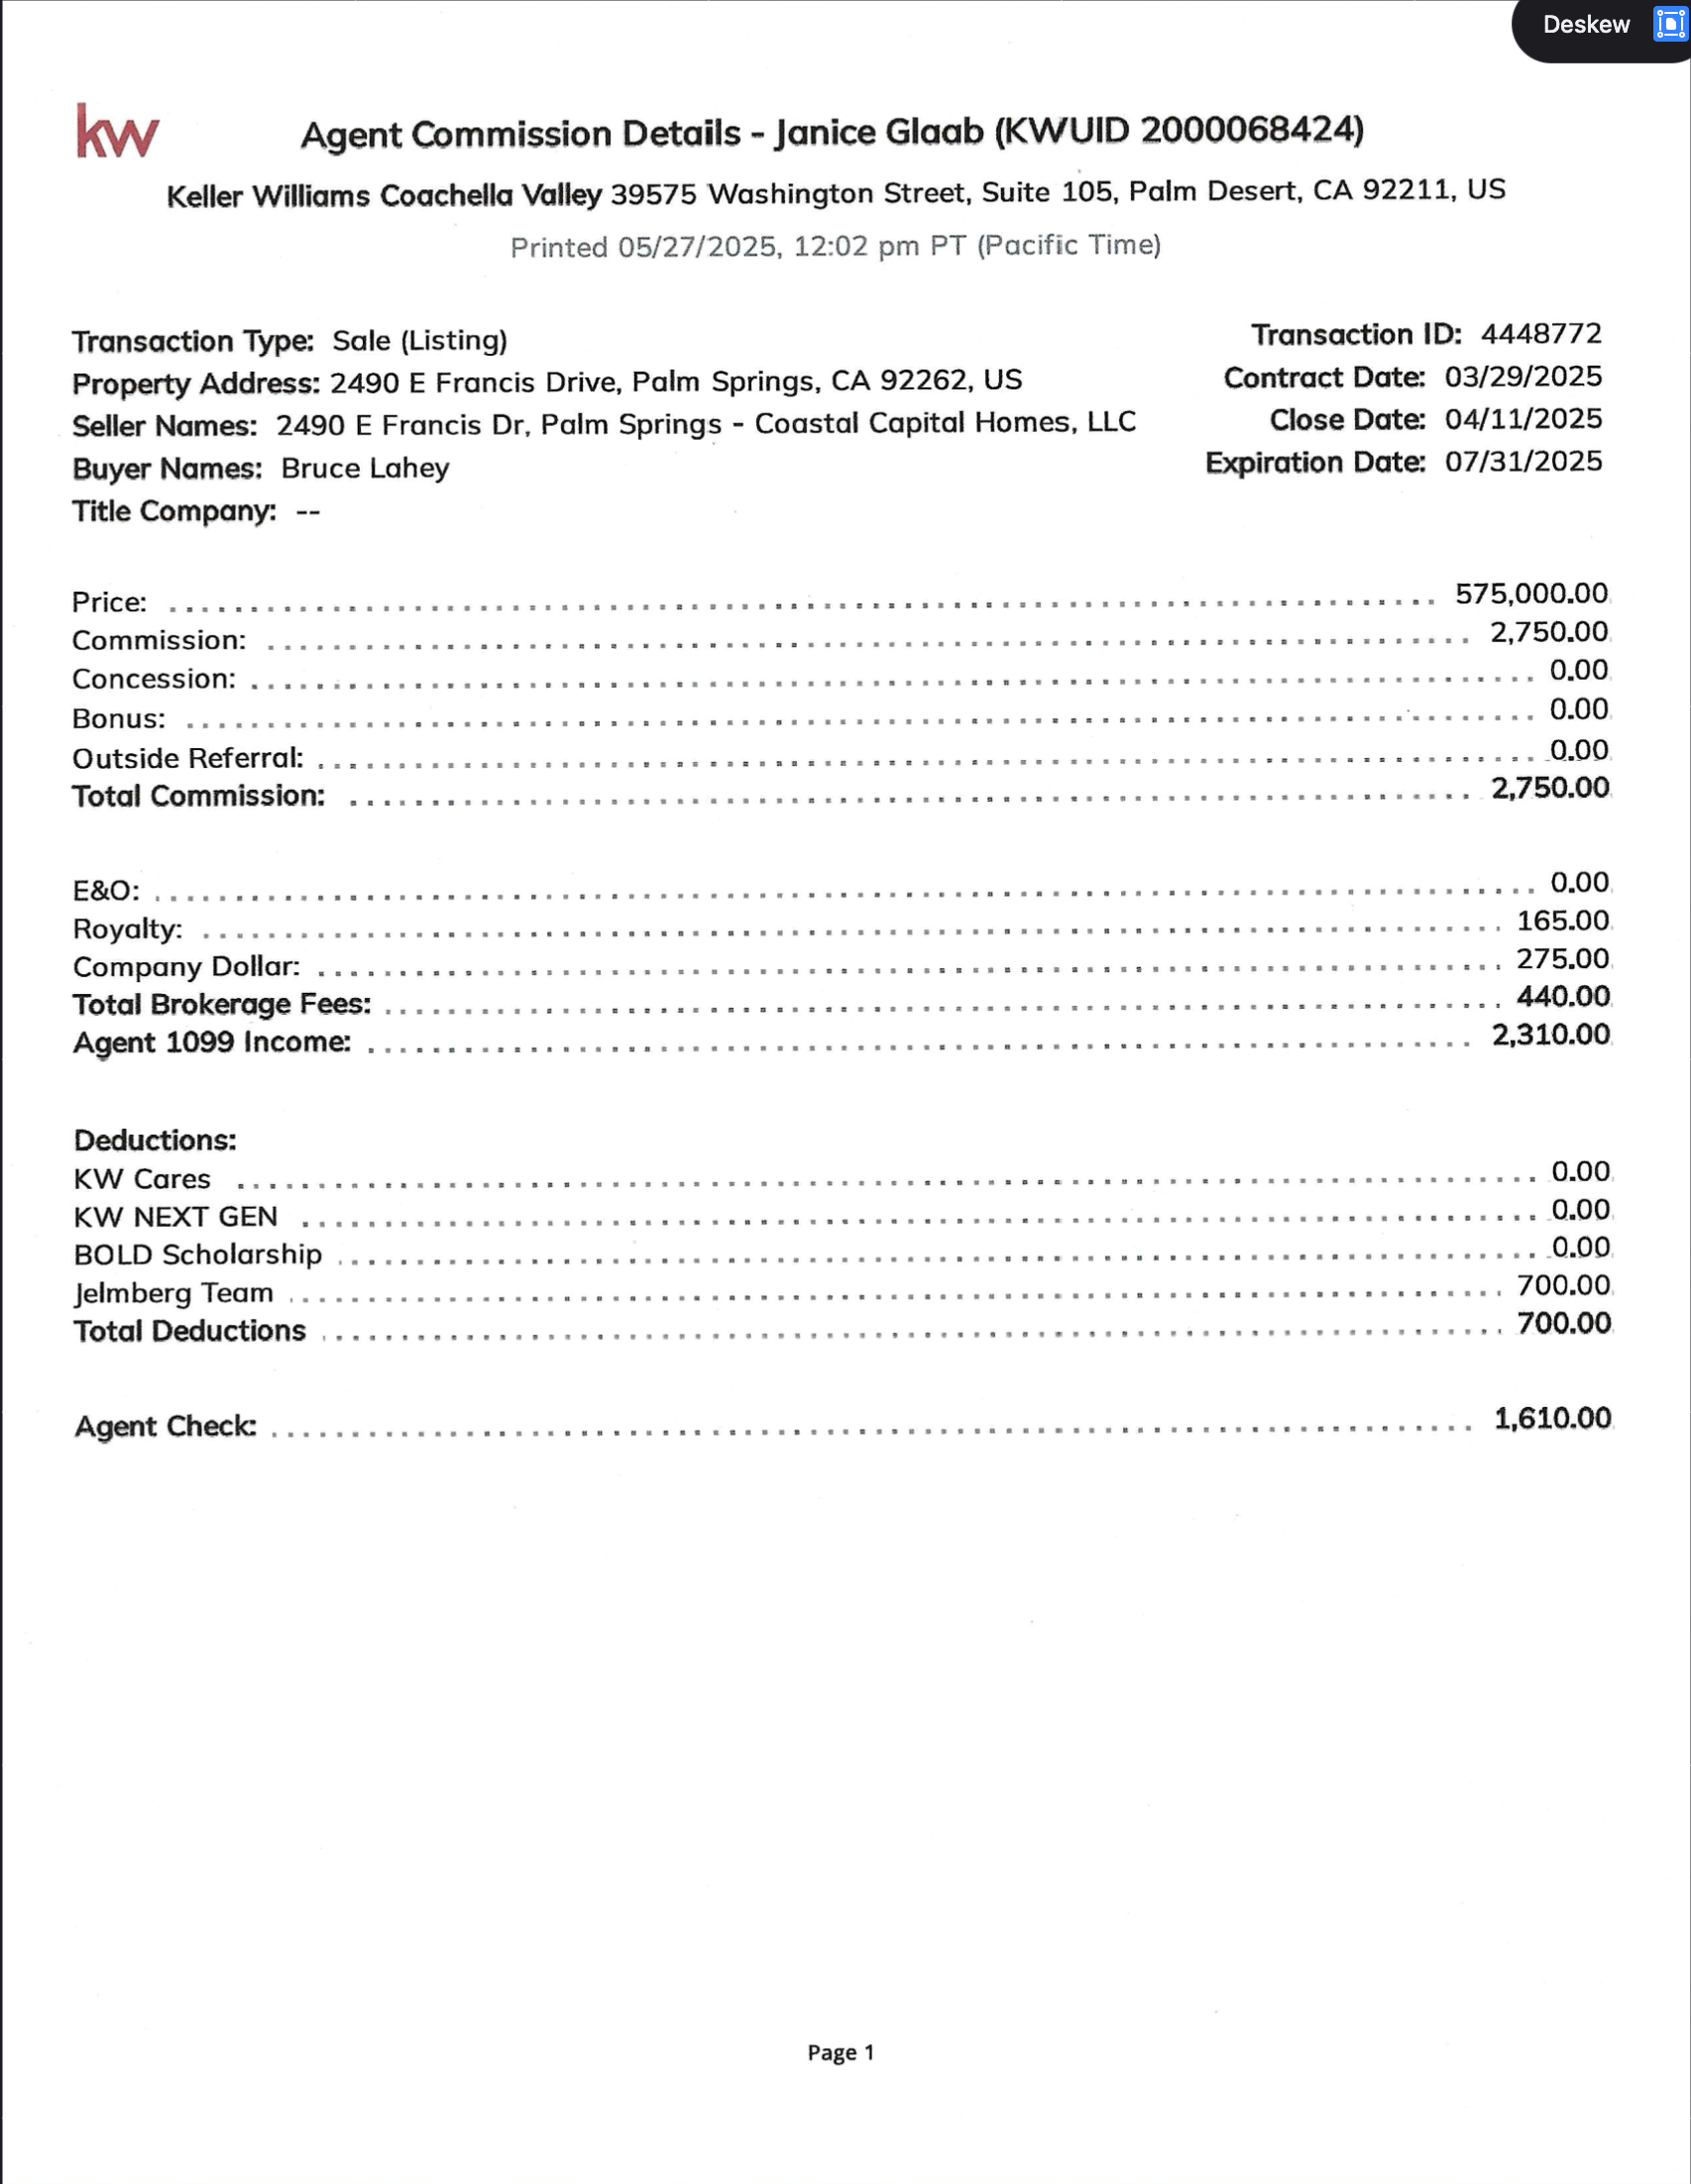 Deskew
kw
Agent Commission Details - Janice Glaab (KWUID 2000068424)
Keller Williams Coachella Valley 39575 Washington Street, Suite 105, Palm Desert, CA 92211, US
Printed 05/27/2025, 12:02 pm PT (Pacific Time)
Transaction Type: Sale (Listing)
Property Address: 2490 E Francis Drive, Palm Springs, CA 92262, US
Seller Names: 2490 E Francis Dr, Palm Springs - Coastal Capital Homes, LLC
Buyer Names: Bruce Lahey
Title Company: --
Transaction ID: 4448772
Contract Date: 03/29/2025
Close Date: 04/11/2025
Expiration Date: 07/31/2025
Price: 575,000.00
Commission: 2,750.00
Concession: 0.00
Bonus: 0.00
Outside Referral: 0.00
Total Commission: 2,750.00
E&O: 0.00
Royalty: 165.00
Company Dollar: 275.00
Total Brokerage Fees: 440.00
Agent 1099 Income: 2,310.00
Deductions:
KW Cares 0.00
KW NEXT GEN 0.00
BOLD Scholarship 0.00
Jelmberg Team 700.00
Total Deductions 700.00
Agent Check: 1,610.00
Page 1